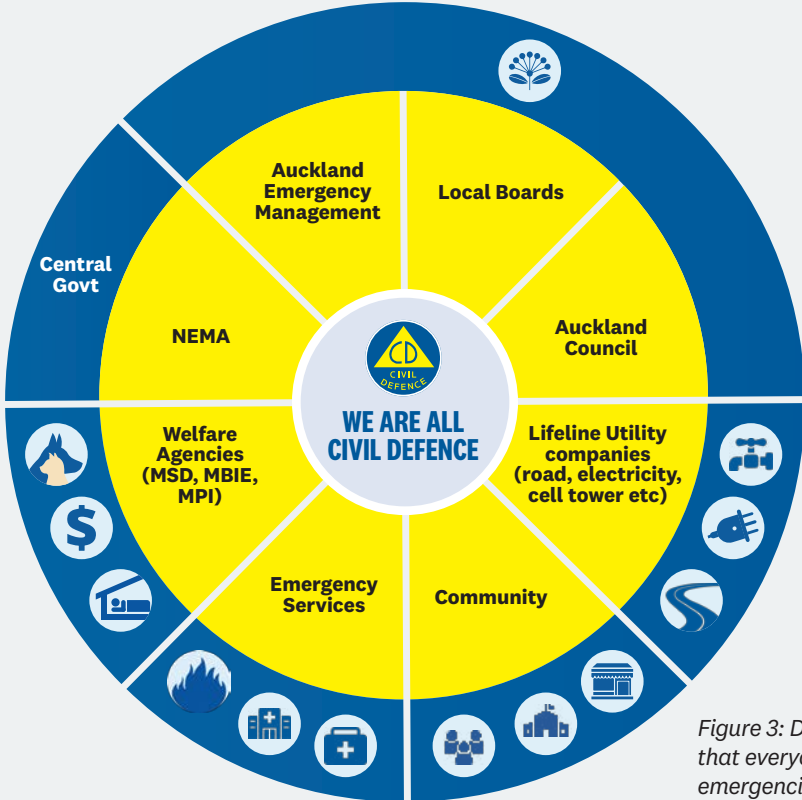 Auckland
Emergency
Management
Local Boards
Central
Govt
NEMA
Auckland
Council
CD
CIVIL
DEFENCE
WE ARE ALL
CIVIL DEFENCE
Welfare
Agencies
(MSD, MBIE,
MPI)
Lifeline Utility
companies
(road, electricity,
cell tower etc)
Emergency
Services
Community
$
Figure 3: D
that everyo
emergenci